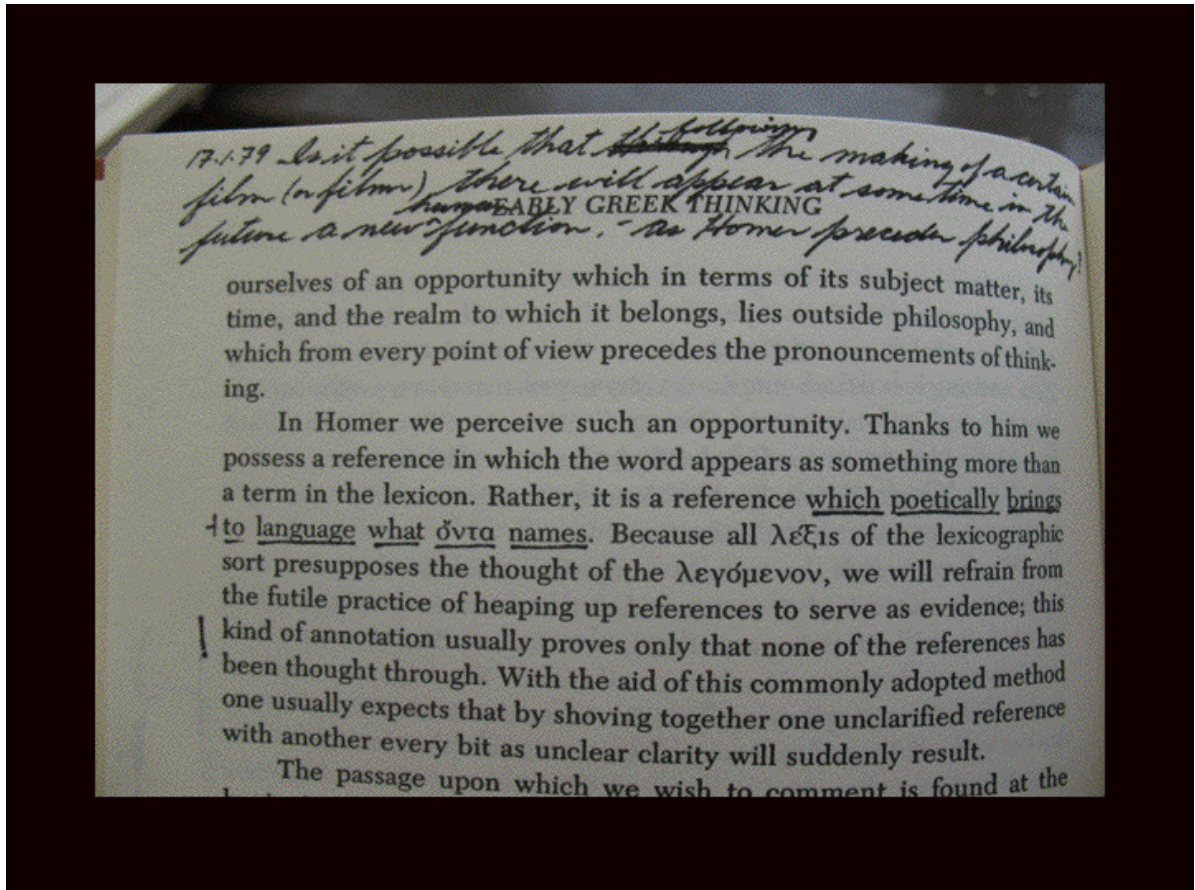 17.1.79 Is it possible that following the making of a certain
film (or films) there will appear at some time in the
human
EARLY GREEK THINKING
future a new function, - as Homer precedes philosophy?
ourselves of an opportunity which in terms of its subject matter, its
time, and the realm to which it belongs, lies outside philosophy, and
which from every point of view precedes the pronouncements of think-
ing.
In Homer we perceive such an opportunity. Thanks to him we
possess a reference in which the word appears as something more than
a term in the lexicon. Rather, it is a reference which poetically brings
to language what ὄντα names. Because all λέξις of the lexicographic
sort presupposes the thought of the λεγόμενον, we will refrain from
the futile practice of heaping up references to serve as evidence; this
kind of annotation usually proves only that none of the references has
been thought through. With the aid of this commonly adopted method
one usually expects that by shoving together one unclarified reference
with another every bit as unclear clarity will suddenly result.
The passage upon which we wish to comment is found at the